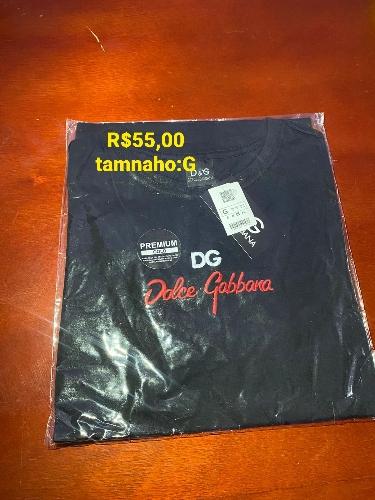 R$55,00
tamnaho:G
D&G
G
PREMIUM
DG
Dolce Gabbana